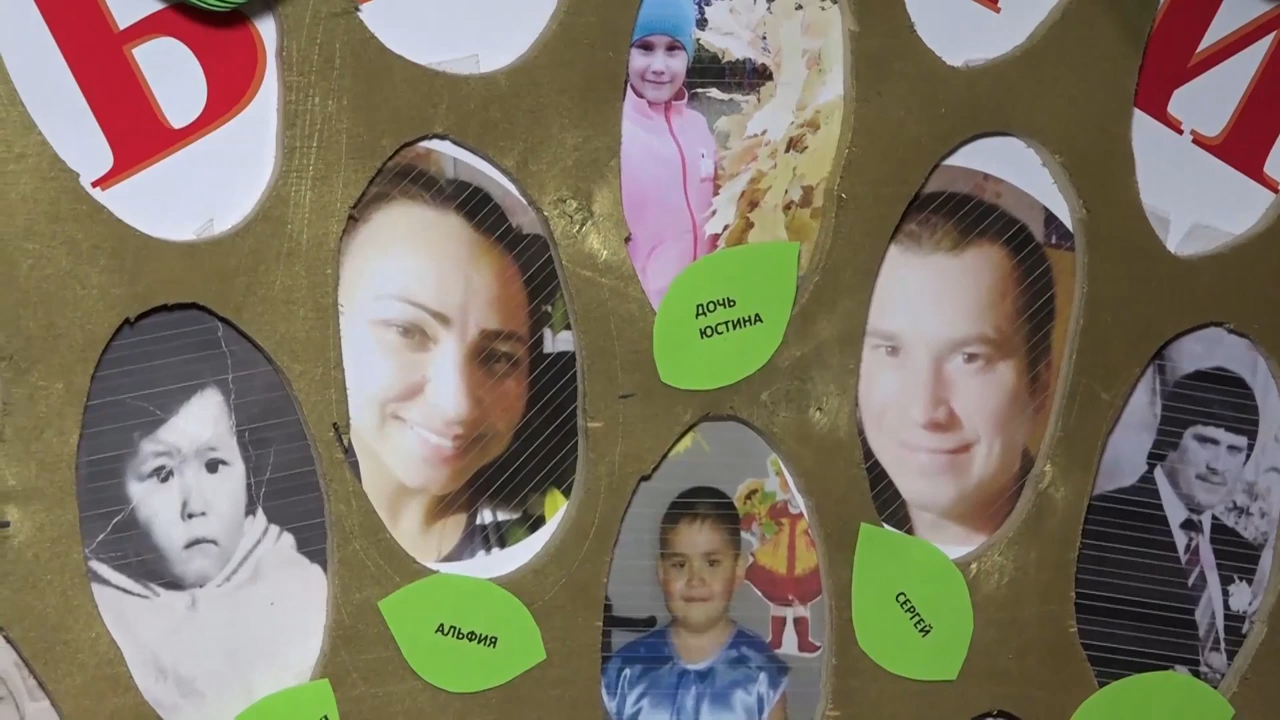 Ь
И
ДОЧЬ
ЮСТИНА
СЕРГЕЙ
АЛЬФИЯ